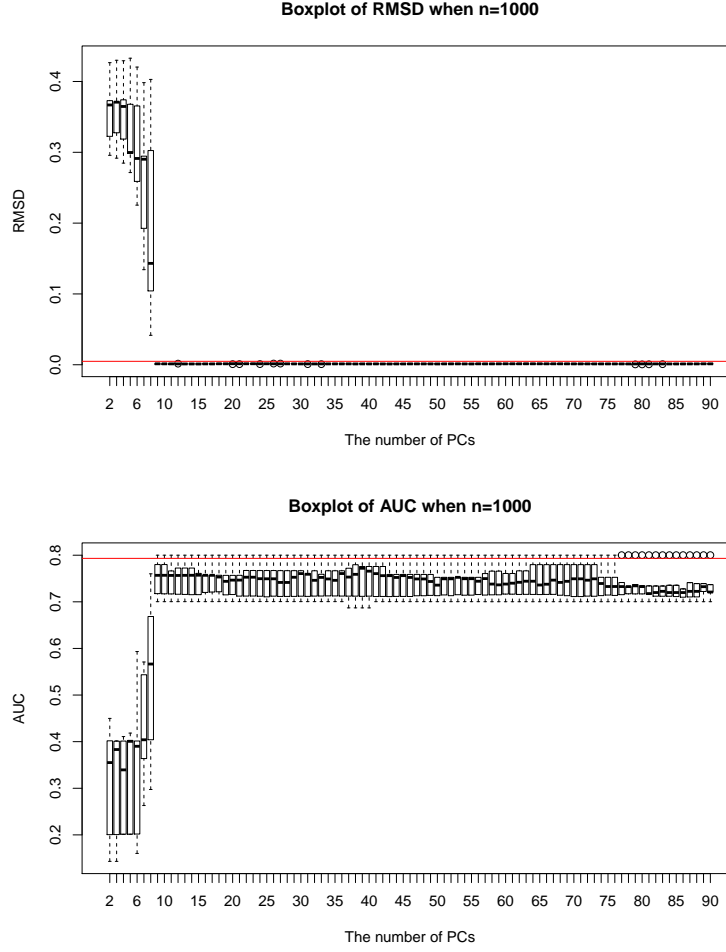 Boxplot of RMSD when n=1000
0.4
0.3
0.2
0.1
0.0
RMSD
2 6 10 15 20 25 30 35 40 45 50 55 60 65 70 75 80 85 90
The number of PCs
Boxplot of AUC when n=1000
0.8
0.7
0.6
0.5
0.4
0.3
0.2
AUC
2 6 10 15 20 25 30 35 40 45 50 55 60 65 70 75 80 85 90
The number of PCs